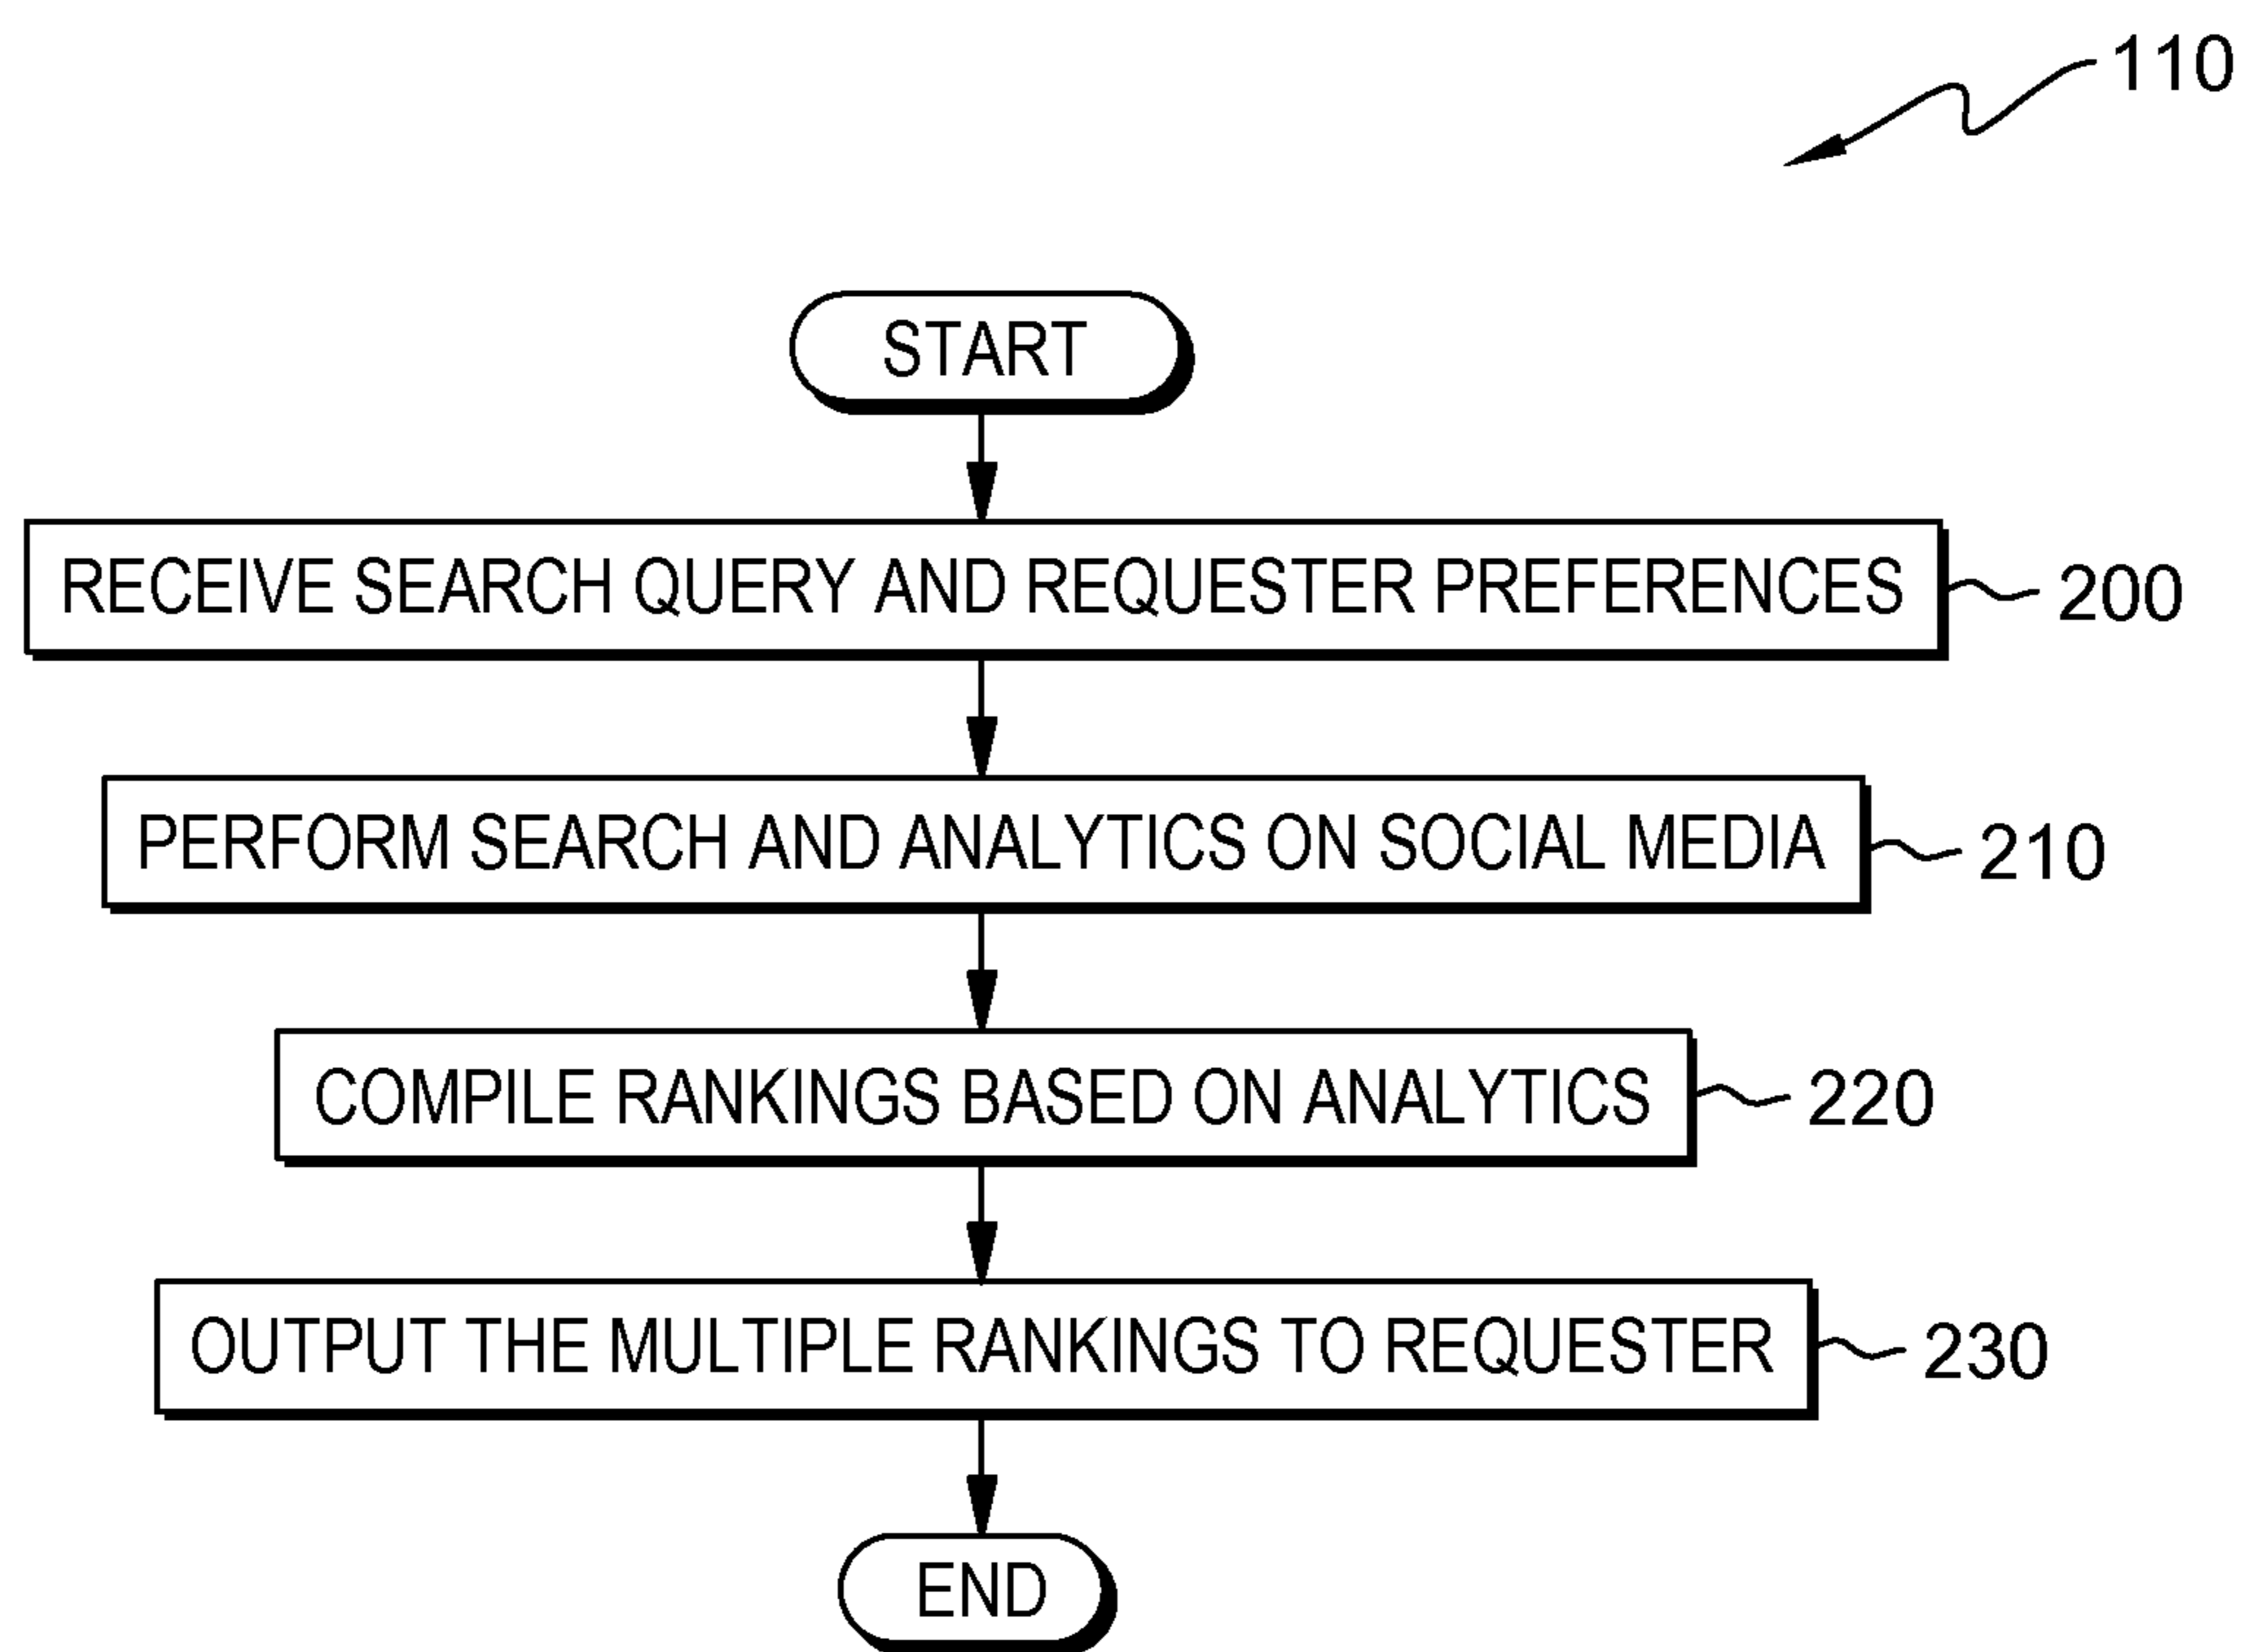 110
START
RECEIVE SEARCH QUERY AND REQUESTER PREFERENCES
200
PERFORM SEARCH AND ANALYTICS ON SOCIAL MEDIA
210
COMPILE RANKINGS BASED ON ANALYTICS
220
OUTPUT THE MULTIPLE RANKINGS TO REQUESTER
230
END